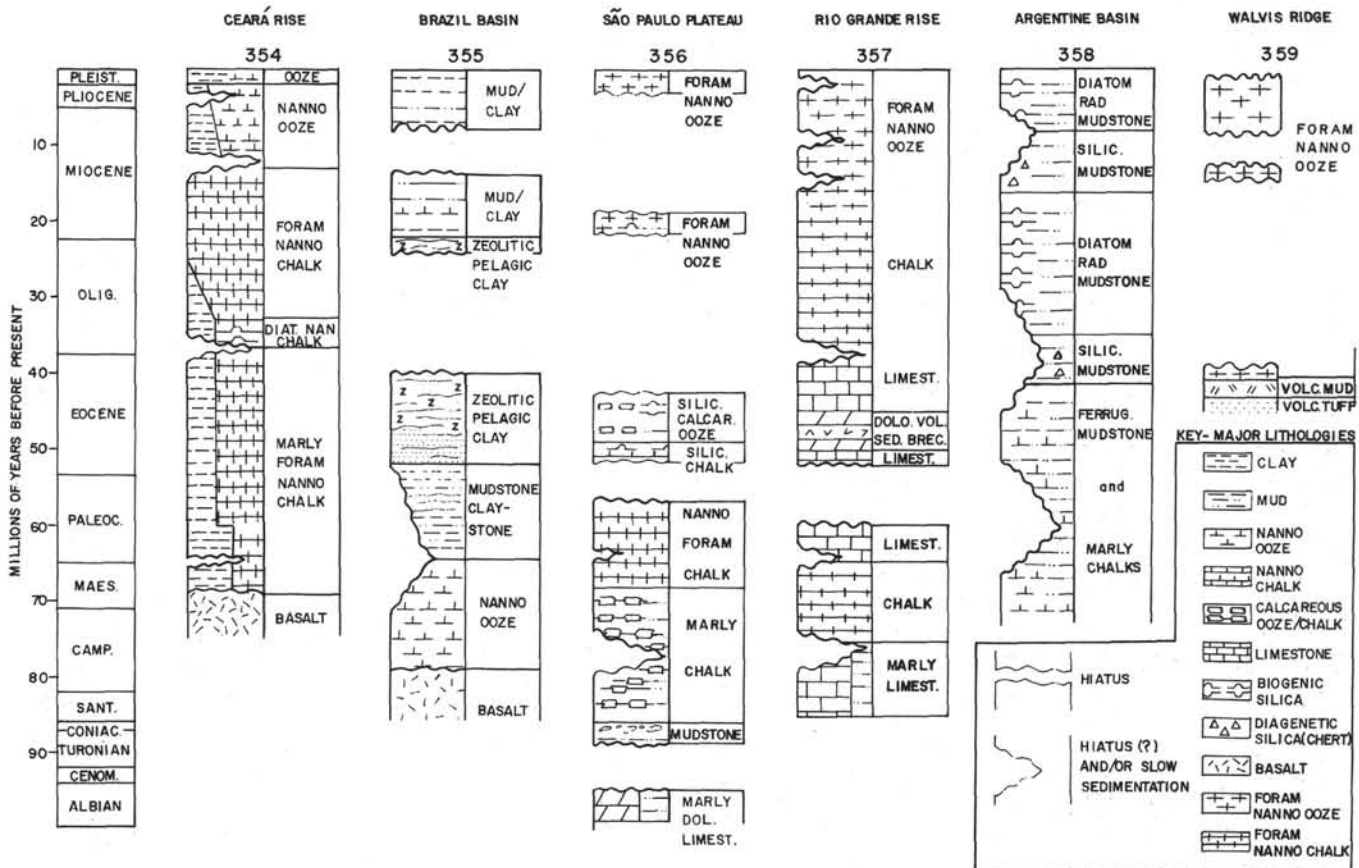 CEARÁ RISE
BRAZIL BASIN
SÃO PAULO PLATEAU
RIO GRANDE RISE
ARGENTINE BASIN
WALVIS RIDGE
354
355
356
357
358
359
MILLIONS OF YEARS BEFORE PRESENT
10
20
30
40
50
60
70
80
90
PLEIST.
PLIOCENE
MIOCENE
OLIG.
EOCENE
PALEOC.
MAES.
CAMP.
SANT.
CONIAC.
TURONIAN
CENOM.
ALBIAN
OOZE
NANNO
OOZE
FORAM
NANNO
CHALK
DIAT. NAN
CHALK
MARLY
FORAM
NANNO
CHALK
BASALT
MUD/
CLAY
MUD/
CLAY
Z Z
ZEOLITIC
PELAGIC
CLAY
Z
Z
Z
ZEOLITIC
PELAGIC
CLAY
MUDSTONE
CLAY-
STONE
NANNO
OOZE
BASALT
FORAM
NANNO
OOZE
FORAM
NANNO
OOZE
SILIC.
CALCAR.
OOZE
SILIC.
CHALK
NANNO
FORAM
CHALK
MARLY
CHALK
MUDSTONE
MARLY
DOL.
LIMEST.
FORAM
NANNO
OOZE
CHALK
LIMEST.
DOLO. VOL.
SED. BREC.
LIMEST.
LIMEST.
CHALK
MARLY
LIMEST.
DIATOM
RAD
MUDSTONE
SILIC.
MUDSTONE
DIATOM
RAD
MUDSTONE
SILIC.
MUDSTONE
FERRUG.
MUDSTONE
and
MARLY
CHALKS
FORAM
NANNO
OOZE
VOLC. MUD
VOLC. TUFF
KEY- MAJOR LITHOLOGIES
CLAY
MUD
NANNO
OOZE
NANNO
CHALK
CALCAREOUS
OOZE/CHALK
LIMESTONE
BIOGENIC
SILICA
DIAGENETIC
SILICA(CHERT)
BASALT
FORAM
NANNO OOZE
FORAM
NANNO CHALK
HIATUS
HIATUS (?)
AND/OR SLOW
SEDIMENTATION